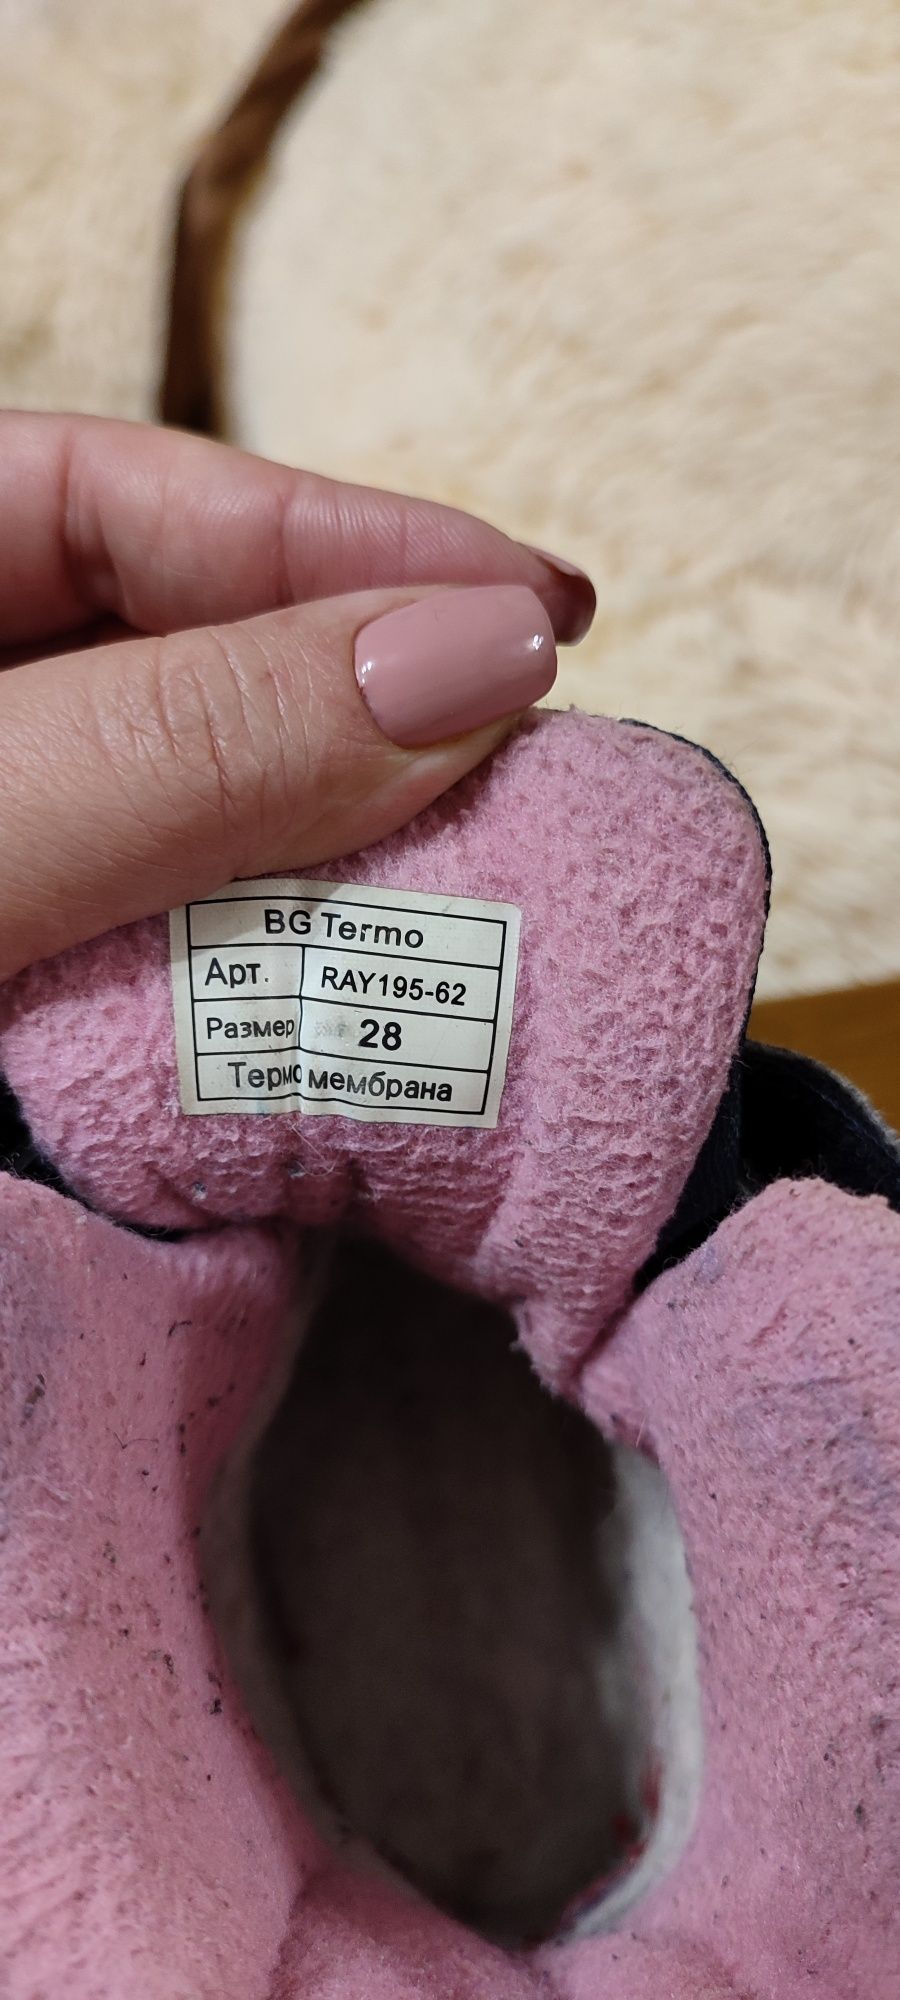 BG Termo
Арт. RAY195-62
Размер 28
Термо мембрана